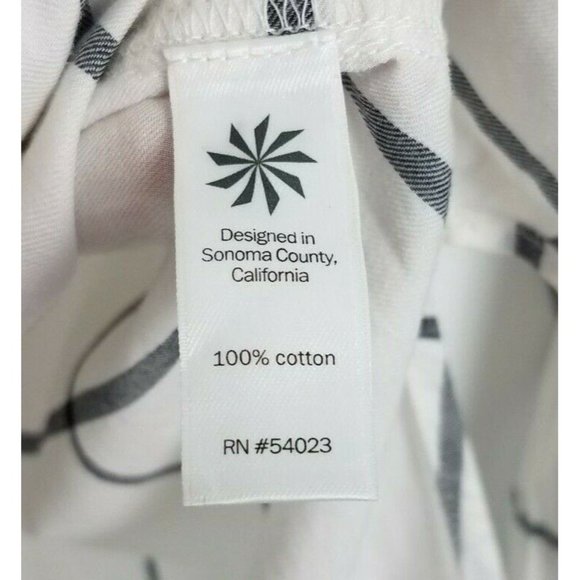 Designed in
Sonoma County,
California
100% cotton
RN #54023